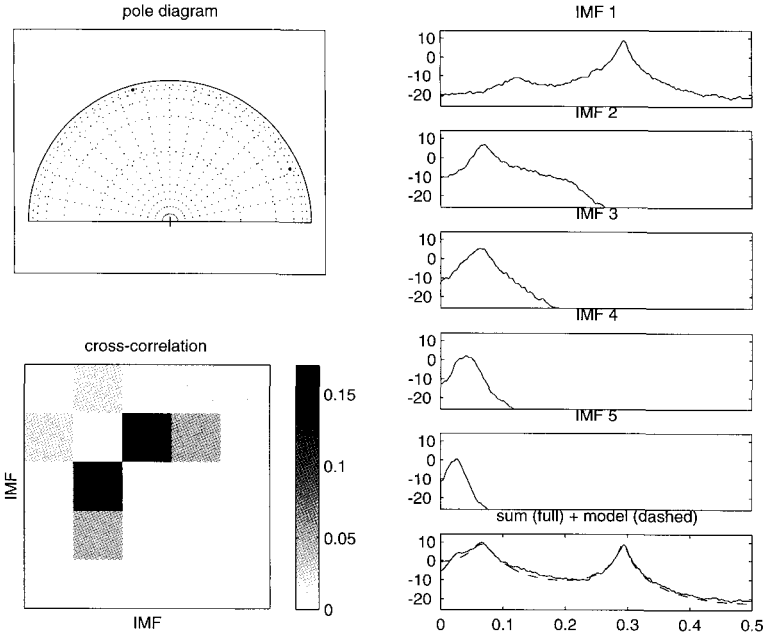 pole diagram
cross-correlation
IMF
IMF
0.15
0.1
0.05
0
IMF 1
10
0
-10
-20
IMF 2
10
0
-10
-20
IMF 3
10
0
-10
-20
IMF 4
10
0
-10
-20
IMF 5
10
0
-10
-20
sum (full) + model (dashed)
10
0
-10
-20
0 0.1 0.2 0.3 0.4 0.5